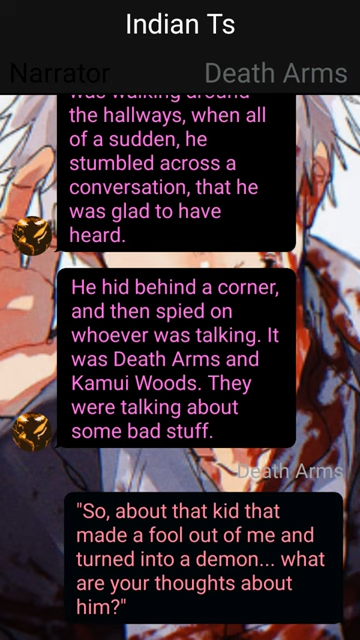 Indian Ts
Narrator
Death Arms
was walking around
the hallways, when all
of a sudden, he
stumbled across a
conversation, that he
was glad to have
heard.
He hid behind a corner,
and then spied on
whoever was talking. It
was Death Arms and
Kamui Woods. They
were talking about
some bad stuff.
Death Arms
"So, about that kid that
made a fool out of me and
turned into a demon... what
are your thoughts about
him?"